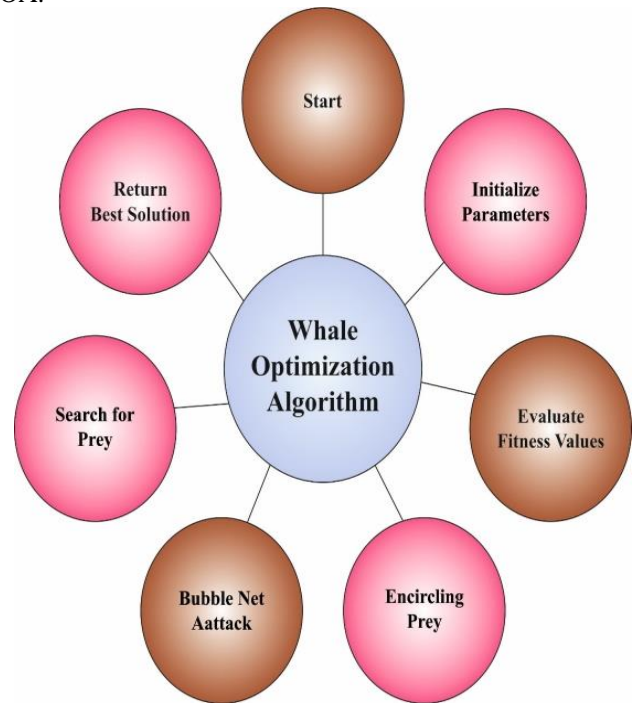 Start
Initialize
Parameters
Evaluate
Fitness Values
Encircling
Prey
Bubble Net
Aattack
Search for
Prey
Return
Best Solution
Whale
Optimization
Algorithm